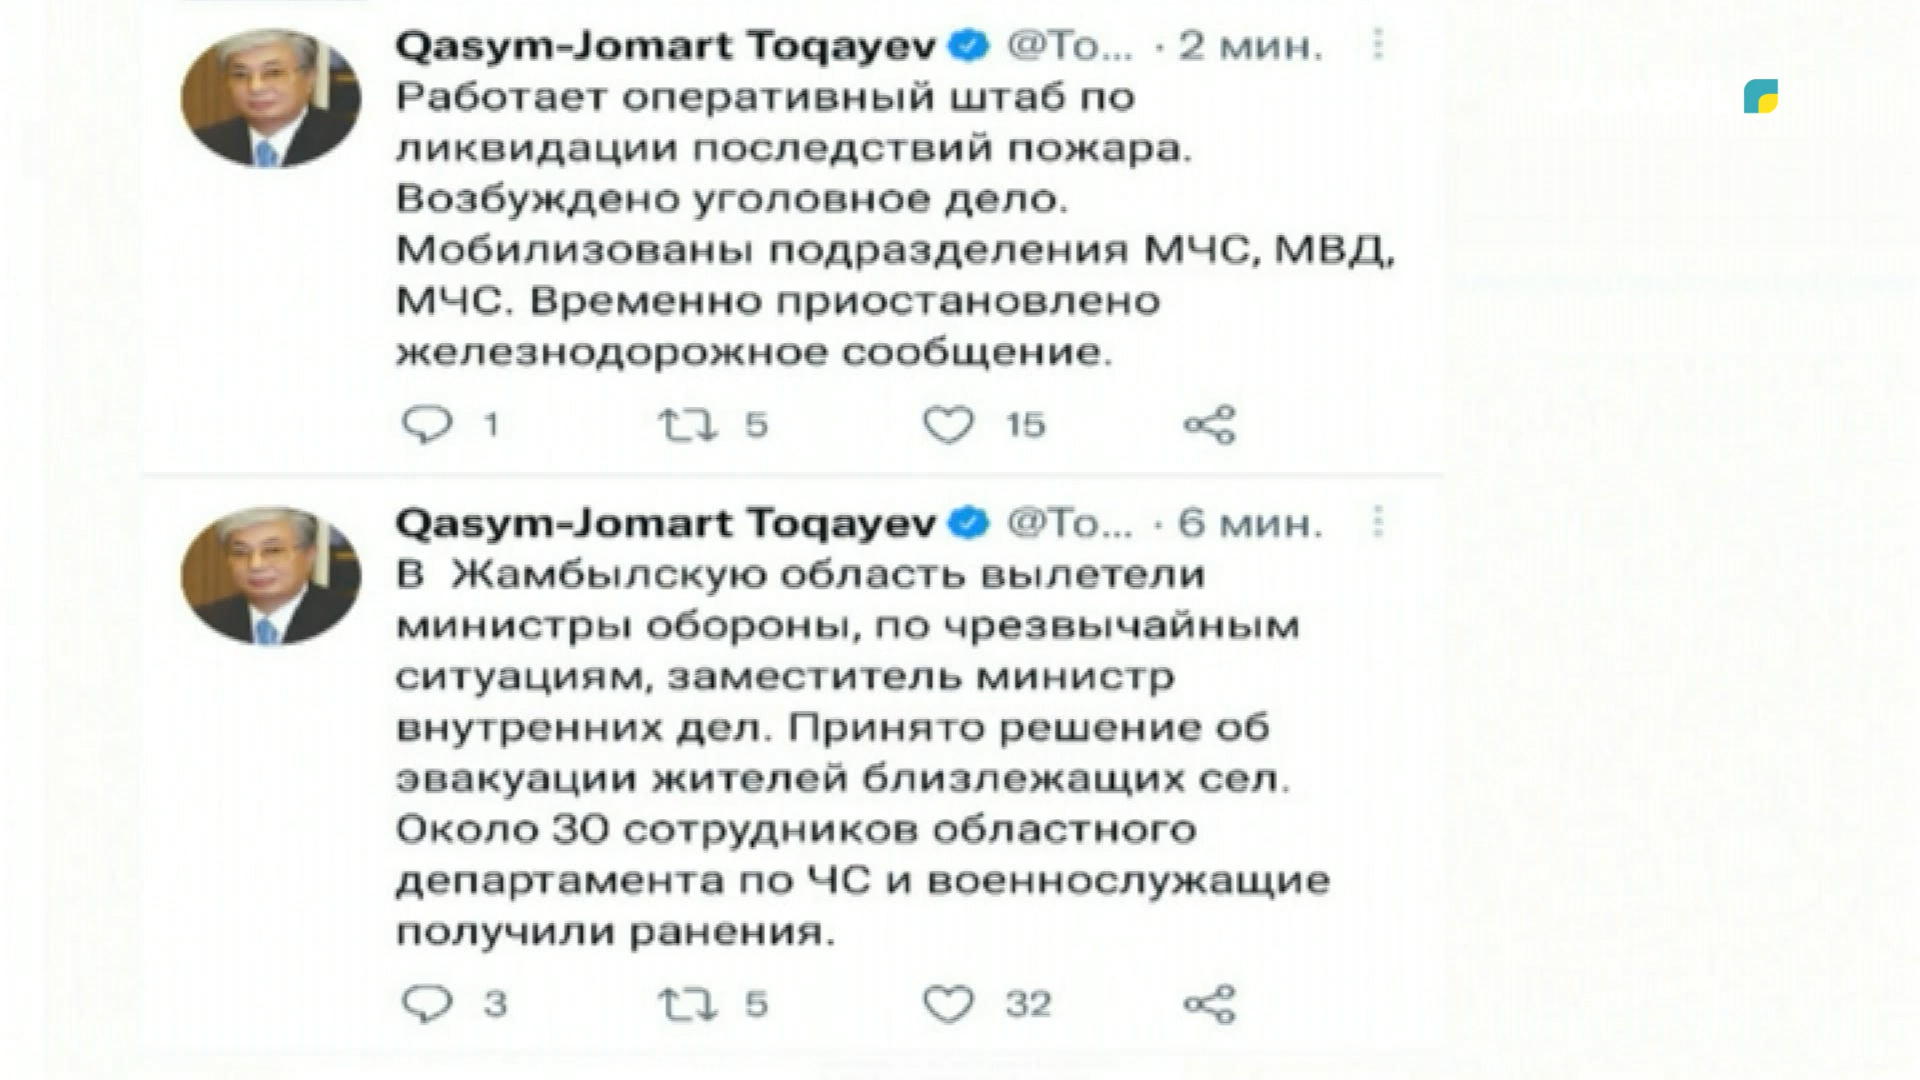 Qasym-Jomart Toqayev @To... · 2 мин.
Работает оперативный штаб по
ликвидации последствий пожара.
Возбуждено уголовное дело.
Мобилизованы подразделения МЧС, МВД,
МЧС. Временно приостановлено
железнодорожное сообщение.
1 5 15
Qasym-Jomart Toqayev @To... · 6 мин.
В Жамбылскую область вылетели
министры обороны, по чрезвычайным
ситуациям, заместитель министр
внутренних дел. Принято решение об
эвакуации жителей близлежащих сел.
Около 30 сотрудников областного
департамента по ЧС и военнослужащие
получили ранения.
3 5 32